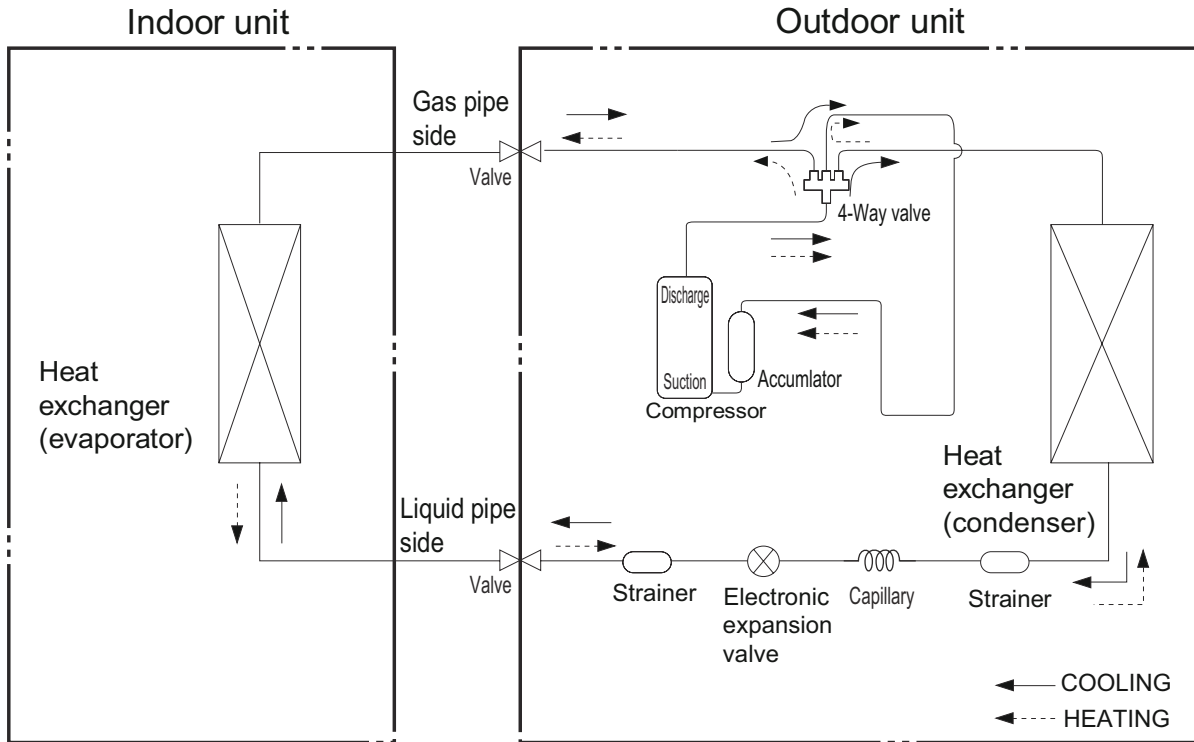 Indoor unit
Outdoor unit
Gas pipe
side
Valve
4-Way valve
Discharge
Suction
Compressor
Accumlator
Heat
exchanger
(evaporator)
Heat
exchanger
(condenser)
Liquid pipe
side
Valve
Strainer
Electronic
expansion
valve
Capillary
Strainer
COOLING
HEATING